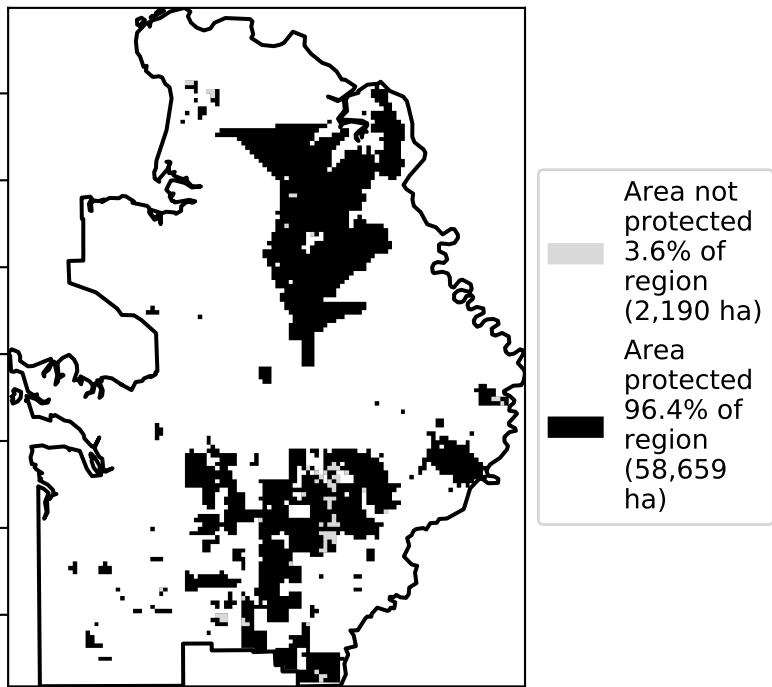 Area not
protected
3.6% of
region
(2,190 ha)
Area
protected
96.4% of
region
(58,659
ha)